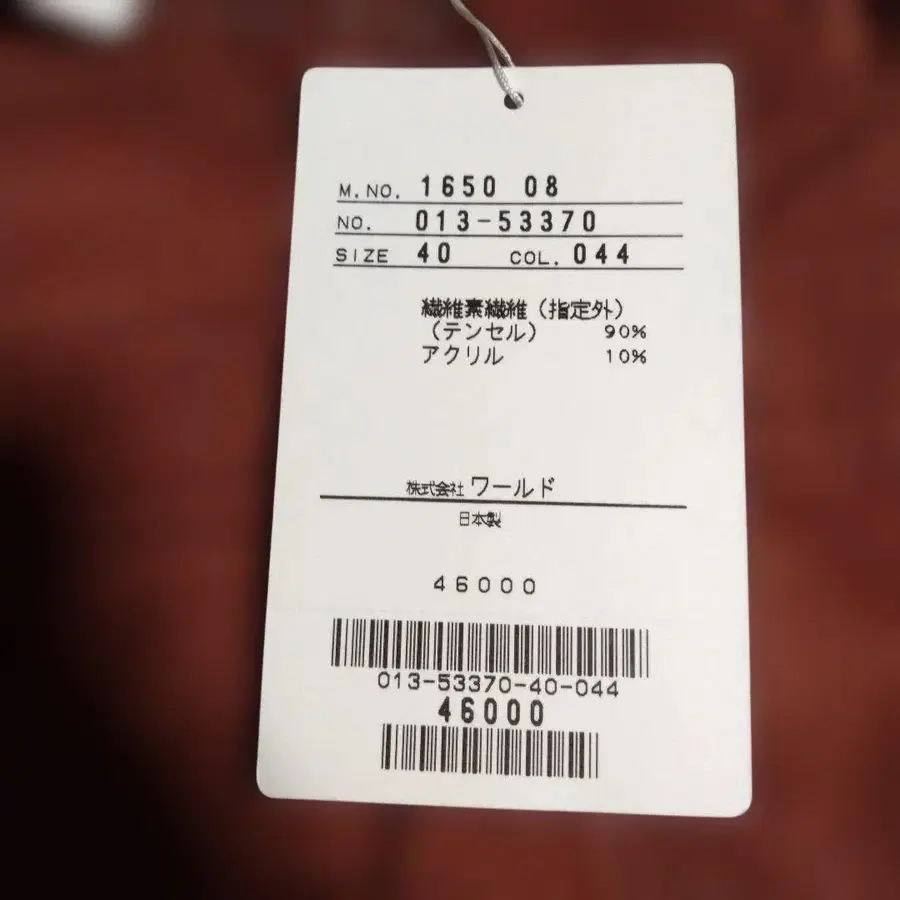 M.NO. 1650 08
NO. 013-53370
SIZE 40 COL. 044
繊維素繊維(指定外)
(テンセル) 90%
アクリル 10%
株式会社ワールド
日本製
46000
013-53370-40-044
46000